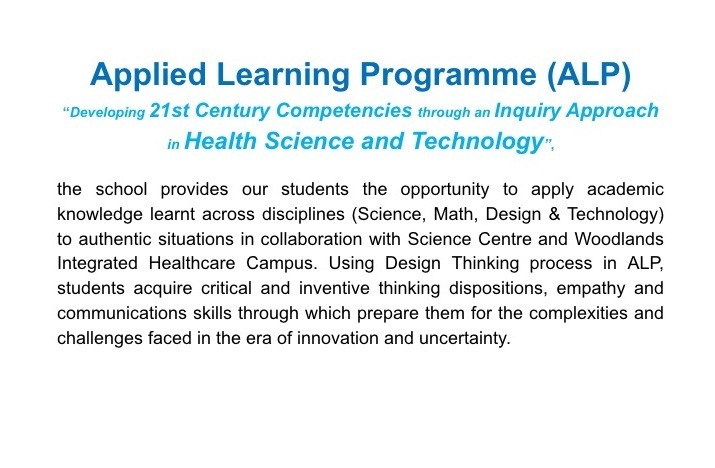 Applied Learning Programme (ALP)
“Developing 21st Century Competencies through an Inquiry Approach
in Health Science and Technology”,
the school provides our students the opportunity to apply academic
knowledge learnt across disciplines (Science, Math, Design & Technology)
to authentic situations in collaboration with Science Centre and Woodlands
Integrated Healthcare Campus. Using Design Thinking process in ALP,
students acquire critical and inventive thinking dispositions, empathy and
communications skills through which prepare them for the complexities and
challenges faced in the era of innovation and uncertainty.